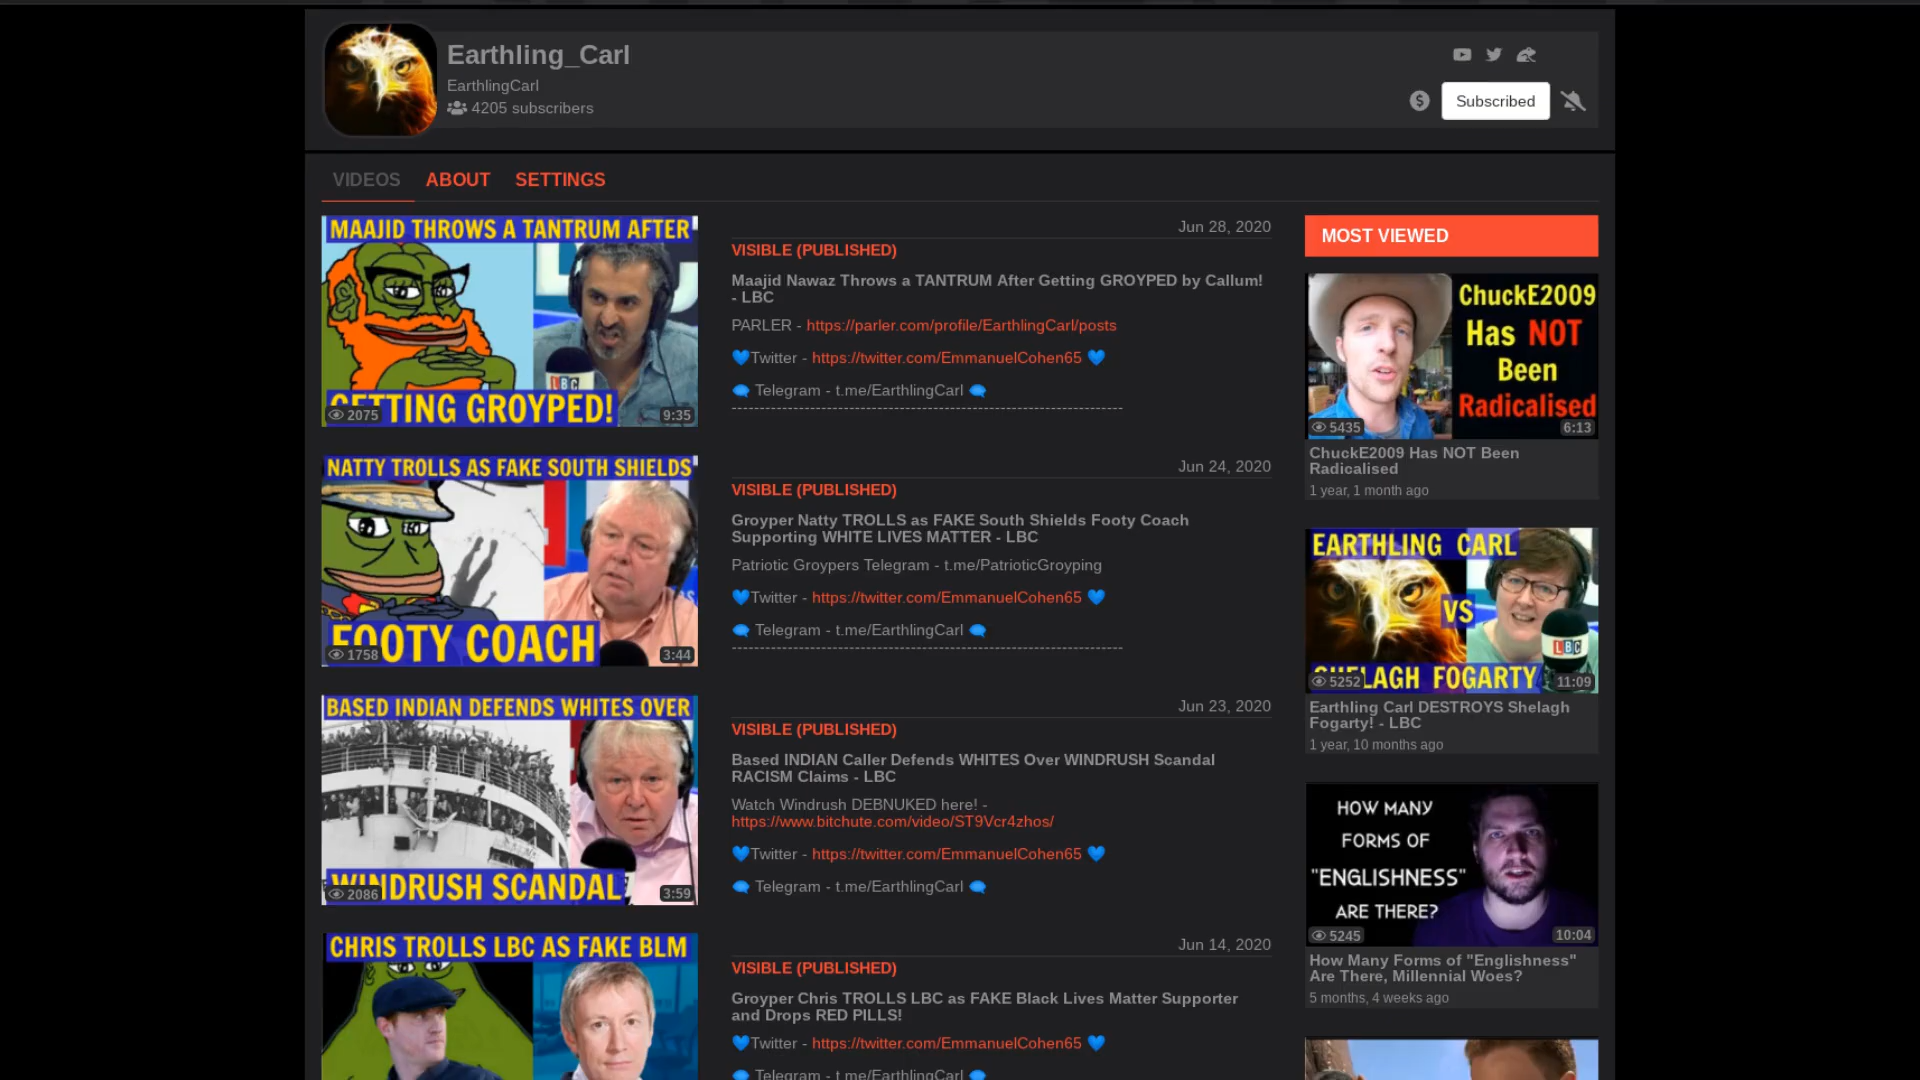 Earthling_Carl
EarthlingCarl
4205 subscribers
Subscribed
VIDEOS
ABOUT
SETTINGS
MAAJID THROWS A TANTRUM AFTER
LBC
GETTING GROYPED!
2075
9:35
Jun 28, 2020
VISIBLE (PUBLISHED)
Maajid Nawaz Throws a TANTRUM After Getting GROYPED by Callum!
- LBC
PARLER - https://parler.com/profile/EarthlingCarl/posts
💙Twitter - https://twitter.com/EmmanuelCohen65 💙
🗨 Telegram - t.me/EarthlingCarl 🗨
----------------------------------------------------------------------
NATTY TROLLS AS FAKE SOUTH SHIELDS
FOOTY COACH
1758
3:44
Jun 24, 2020
VISIBLE (PUBLISHED)
Groyper Natty TROLLS as FAKE South Shields Footy Coach
Supporting WHITE LIVES MATTER - LBC
Patriotic Groypers Telegram - t.me/PatrioticGroyping
💙Twitter - https://twitter.com/EmmanuelCohen65 💙
🗨 Telegram - t.me/EarthlingCarl 🗨
----------------------------------------------------------------------
BASED INDIAN DEFENDS WHITES OVER
WINDRUSH SCANDAL
2086
3:59
Jun 23, 2020
VISIBLE (PUBLISHED)
Based INDIAN Caller Defends WHITES Over WINDRUSH Scandal
RACISM Claims - LBC
Watch Windrush DEBNUKED here! -
https://www.bitchute.com/video/ST9Vcr4zhos/
💙Twitter - https://twitter.com/EmmanuelCohen65 💙
🗨 Telegram - t.me/EarthlingCarl 🗨
CHRIS TROLLS LBC AS FAKE BLM
Jun 14, 2020
VISIBLE (PUBLISHED)
Groyper Chris TROLLS LBC as FAKE Black Lives Matter Supporter
and Drops RED PILLS!
💙Twitter - https://twitter.com/EmmanuelCohen65 💙
🗨 Telegram - t.me/EarthlingCarl 🗨
MOST VIEWED
ChuckE2009
Has NOT
Been
Radicalised
5435
6:13
ChuckE2009 Has NOT Been
Radicalised
1 year, 1 month ago
EARTHLING CARL
VS
LBC
SHELAGH FOGARTY
5252
11:09
Earthling Carl DESTROYS Shelagh
Fogarty! - LBC
1 year, 10 months ago
HOW MANY
FORMS OF
"ENGLISHNESS"
ARE THERE?
5245
10:04
How Many Forms of "Englishness"
Are There, Millennial Woes?
5 months, 4 weeks ago